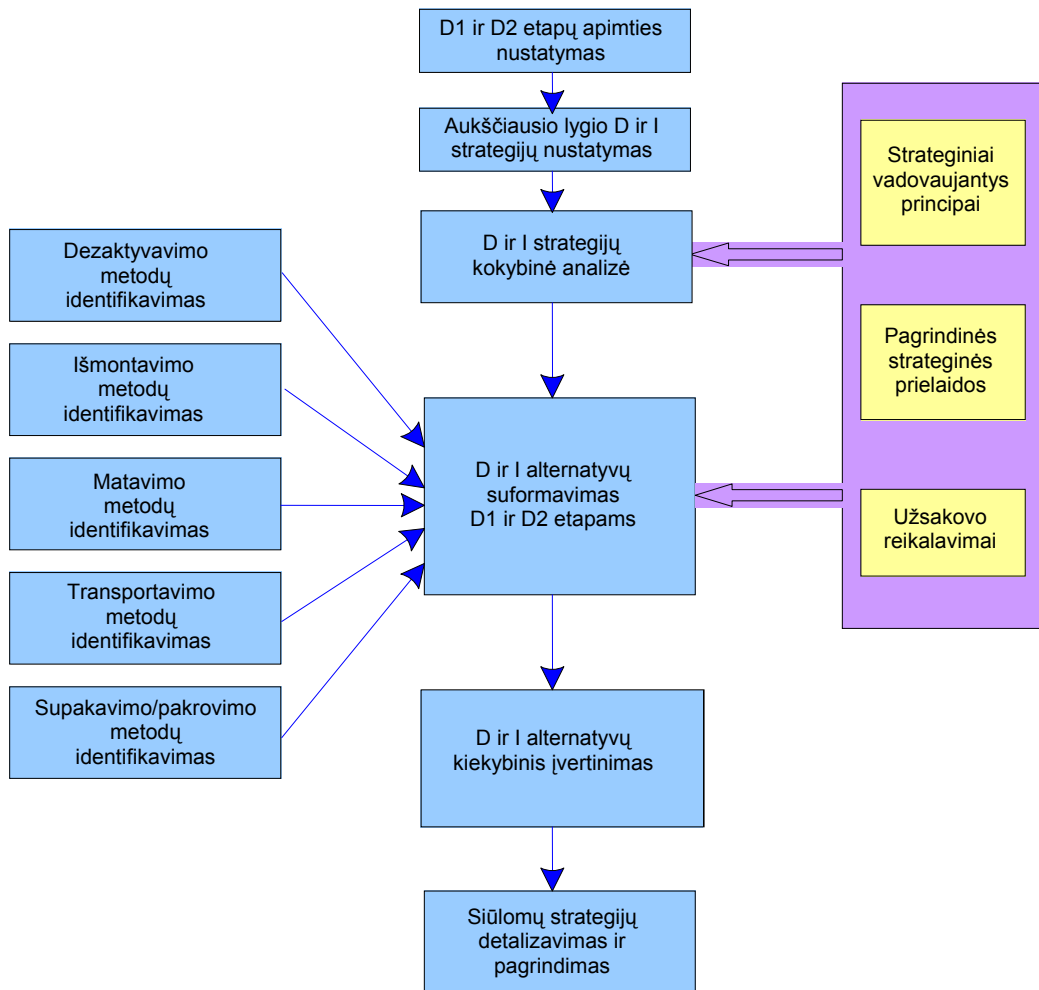 D1 ir D2 etapų apimties
nustatymas
Aukščiausio lygio D ir I
strategijų nustatymas
D ir I strategijų
kokybinė analizė
Strateginiai
vadovaujantys
principai
Pagrindinės
strateginės
prielaidos
Užsakovo
reikalavimai
Dezaktyvavimo
metodų
identifikavimas
Išmontavimo
metodų
identifikavimas
Matavimo
metodų
identifikavimas
Transportavimo
metodų
identifikavimas
Supakavimo/pakrovimo
metodų
identifikavimas
D ir I alternatyvų
suformavimas
D1 ir D2 etapams
D ir I alternatyvų
kiekybinis įvertinimas
Siūlomų strategijų
detalizavimas ir
pagrindimas